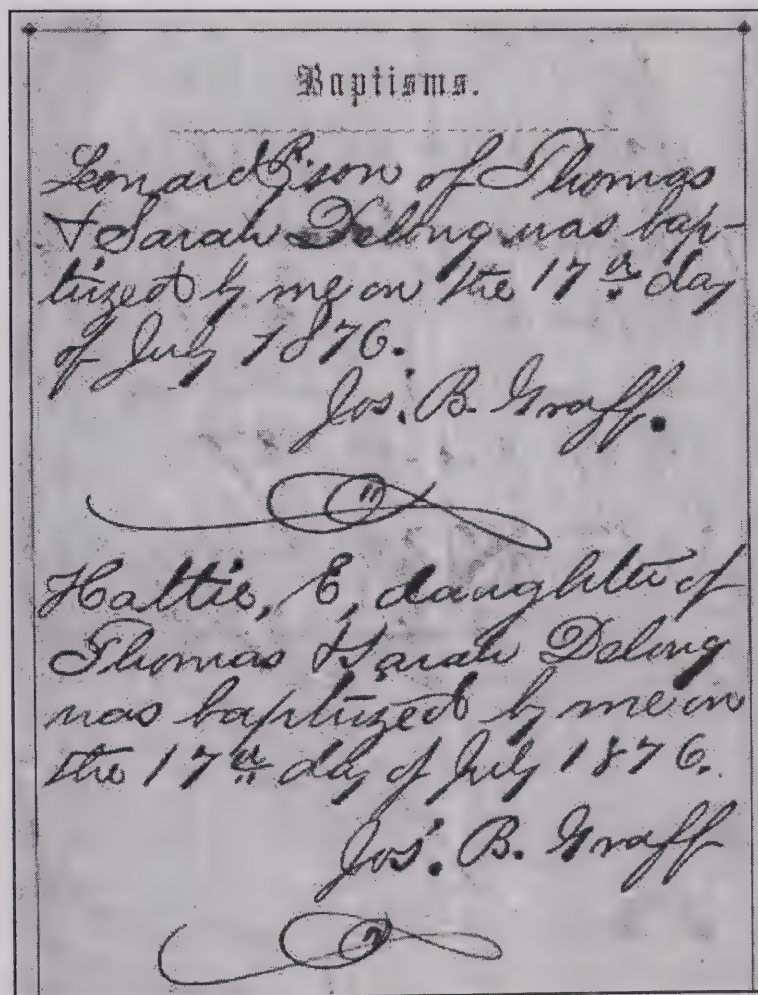 Baptisms.
Leonard R. son of Thomas
& Sarah Delong was bap-
tized by me on the 17th day
of July 1876.
Jos. B. Graff.
Hattie, E, daughter of
Thomas & Sarah Delong
was baptized by me on
the 17th day of July 1876.
Jos. B. Graff